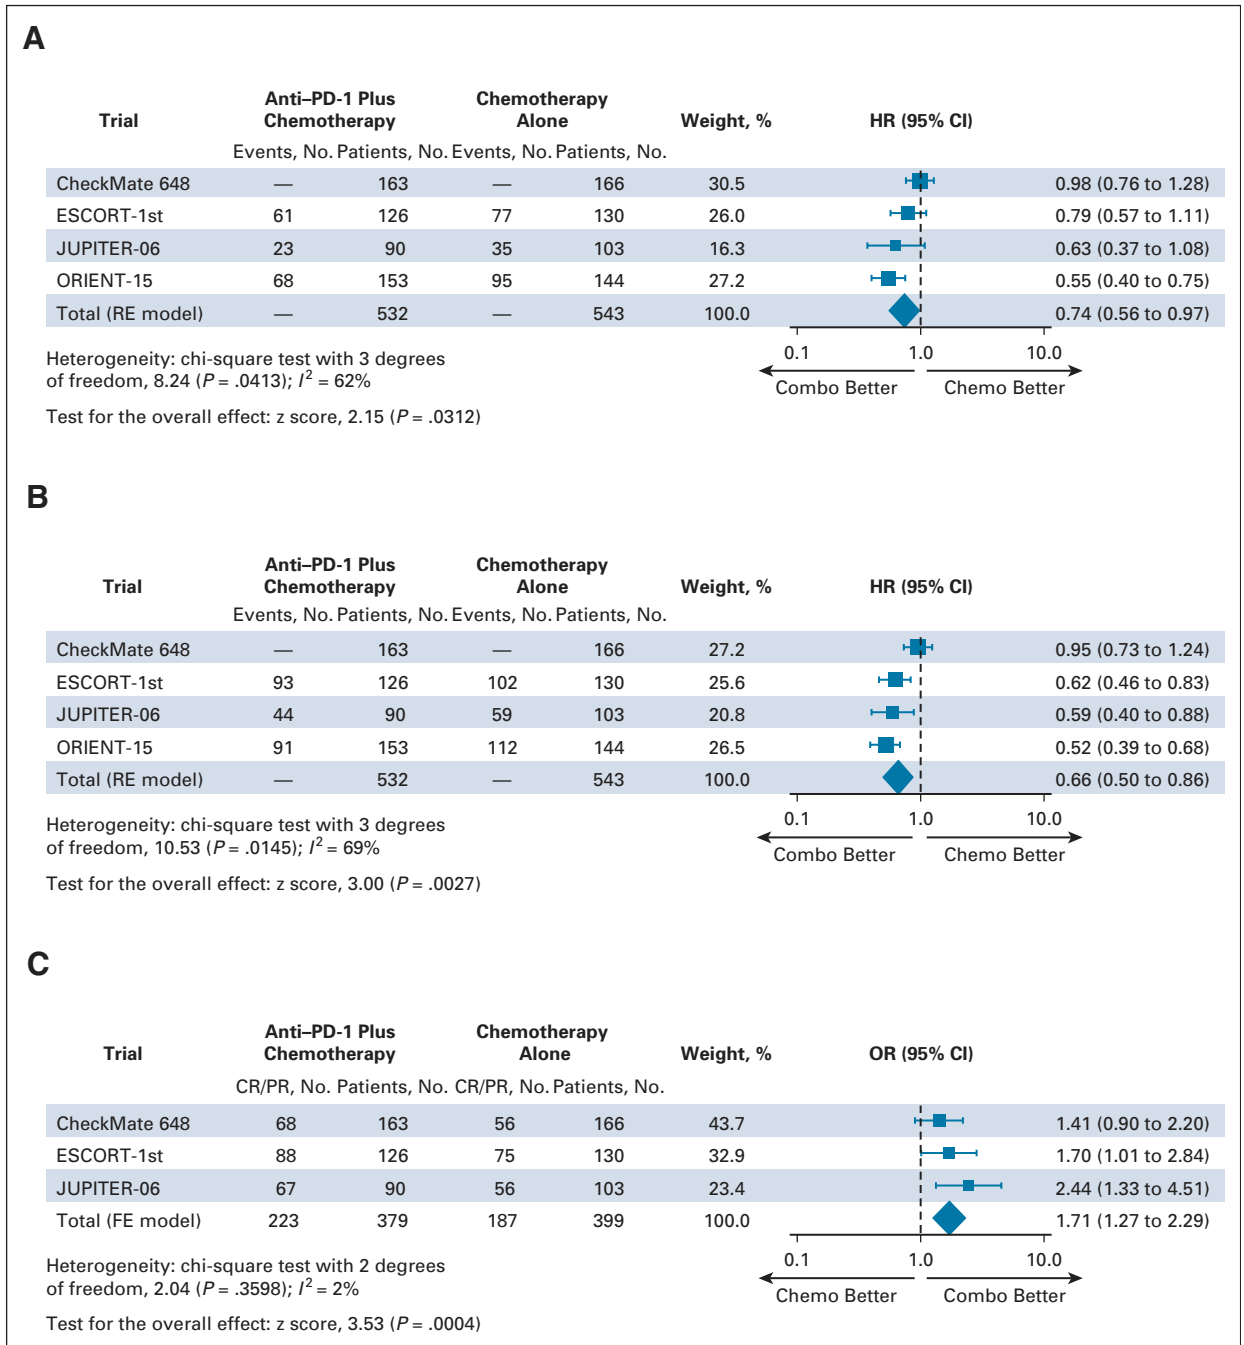 A
Trial Anti–PD-1 Plus Chemotherapy Chemotherapy Alone Weight, % HR (95% CI)
Events, No. Patients, No. Events, No. Patients, No.
CheckMate 648 — 163 — 166 30.5 0.98 (0.76 to 1.28)
ESCORT-1st 61 126 77 130 26.0 0.79 (0.57 to 1.11)
JUPITER-06 23 90 35 103 16.3 0.63 (0.37 to 1.08)
ORIENT-15 68 153 95 144 27.2 0.55 (0.40 to 0.75)
Total (RE model) — 532 — 543 100.0 0.74 (0.56 to 0.97)
0.1 1.0 10.0
Combo Better Chemo Better
Heterogeneity: chi-square test with 3 degrees
of freedom, 8.24 (P = .0413); I² = 62%
Test for the overall effect: z score, 2.15 (P = .0312)
B
Trial Anti–PD-1 Plus Chemotherapy Chemotherapy Alone Weight, % HR (95% CI)
Events, No. Patients, No. Events, No. Patients, No.
CheckMate 648 — 163 — 166 27.2 0.95 (0.73 to 1.24)
ESCORT-1st 93 126 102 130 25.6 0.62 (0.46 to 0.83)
JUPITER-06 44 90 59 103 20.8 0.59 (0.40 to 0.88)
ORIENT-15 91 153 112 144 26.5 0.52 (0.39 to 0.68)
Total (RE model) — 532 — 543 100.0 0.66 (0.50 to 0.86)
0.1 1.0 10.0
Combo Better Chemo Better
Heterogeneity: chi-square test with 3 degrees
of freedom, 10.53 (P = .0145); I² = 69%
Test for the overall effect: z score, 3.00 (P = .0027)
C
Trial Anti–PD-1 Plus Chemotherapy Chemotherapy Alone Weight, % OR (95% CI)
CR/PR, No. Patients, No. CR/PR, No. Patients, No.
CheckMate 648 68 163 56 166 43.7 1.41 (0.90 to 2.20)
ESCORT-1st 88 126 75 130 32.9 1.70 (1.01 to 2.84)
JUPITER-06 67 90 56 103 23.4 2.44 (1.33 to 4.51)
Total (FE model) 223 379 187 399 100.0 1.71 (1.27 to 2.29)
0.1 1.0 10.0
Chemo Better Combo Better
Heterogeneity: chi-square test with 2 degrees
of freedom, 2.04 (P = .3598); I² = 2%
Test for the overall effect: z score, 3.53 (P = .0004)